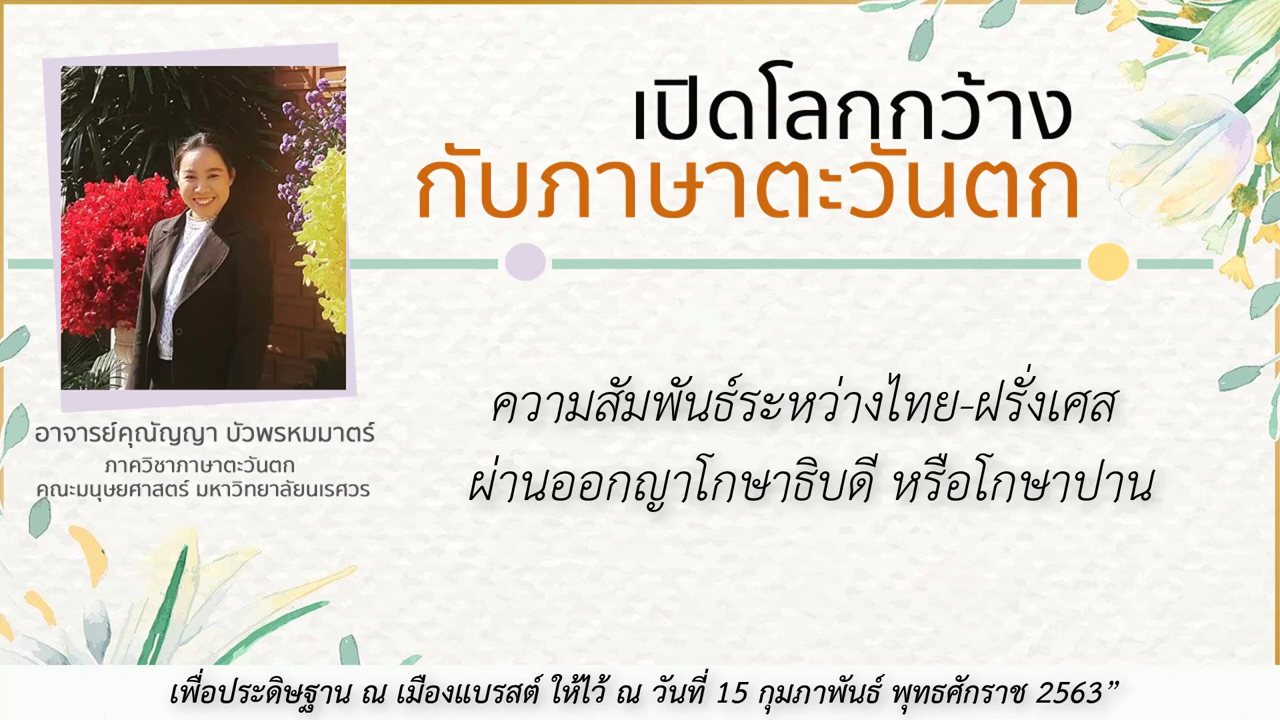 เปิดโลกกว้าง
กับภาษาตะวันตก
อาจารย์คุณัญญา บัวพรหมมาตร์
ภาควิชาภาษาตะวันตก
คณะมนุษยศาสตร์ มหาวิทยาลัยนเรศวร
ความสัมพันธ์ระหว่างไทย-ฝรั่งเศส
ผ่านออกญาโกษาธิบดี หรือโกษาปาน
เพื่อประดิษฐาน ณ เมืองแบรสต์ ให้ไว้ ณ วันที่ 15 กุมภาพันธ์ พุทธศักราช 2563”